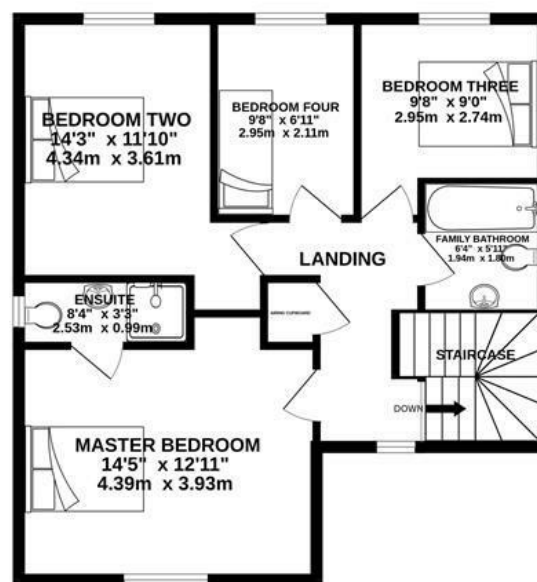 BEDROOM TWO
14'3" x 11'10"
4.34m x 3.61m
BEDROOM FOUR
9'8" x 6'11"
2.95m x 2.11m
BEDROOM THREE
9'8" x 9'0"
2.95m x 2.74m
FAMILY BATHROOM
6'4" x 5'11"
1.94m x 1.80m
LANDING
ENSUITE
8'4" x 3'3"
2.53m x 0.99m
AIRING CUPBOARD
STAIRCASE
DOWN
MASTER BEDROOM
14'5" x 12'11"
4.39m x 3.93m